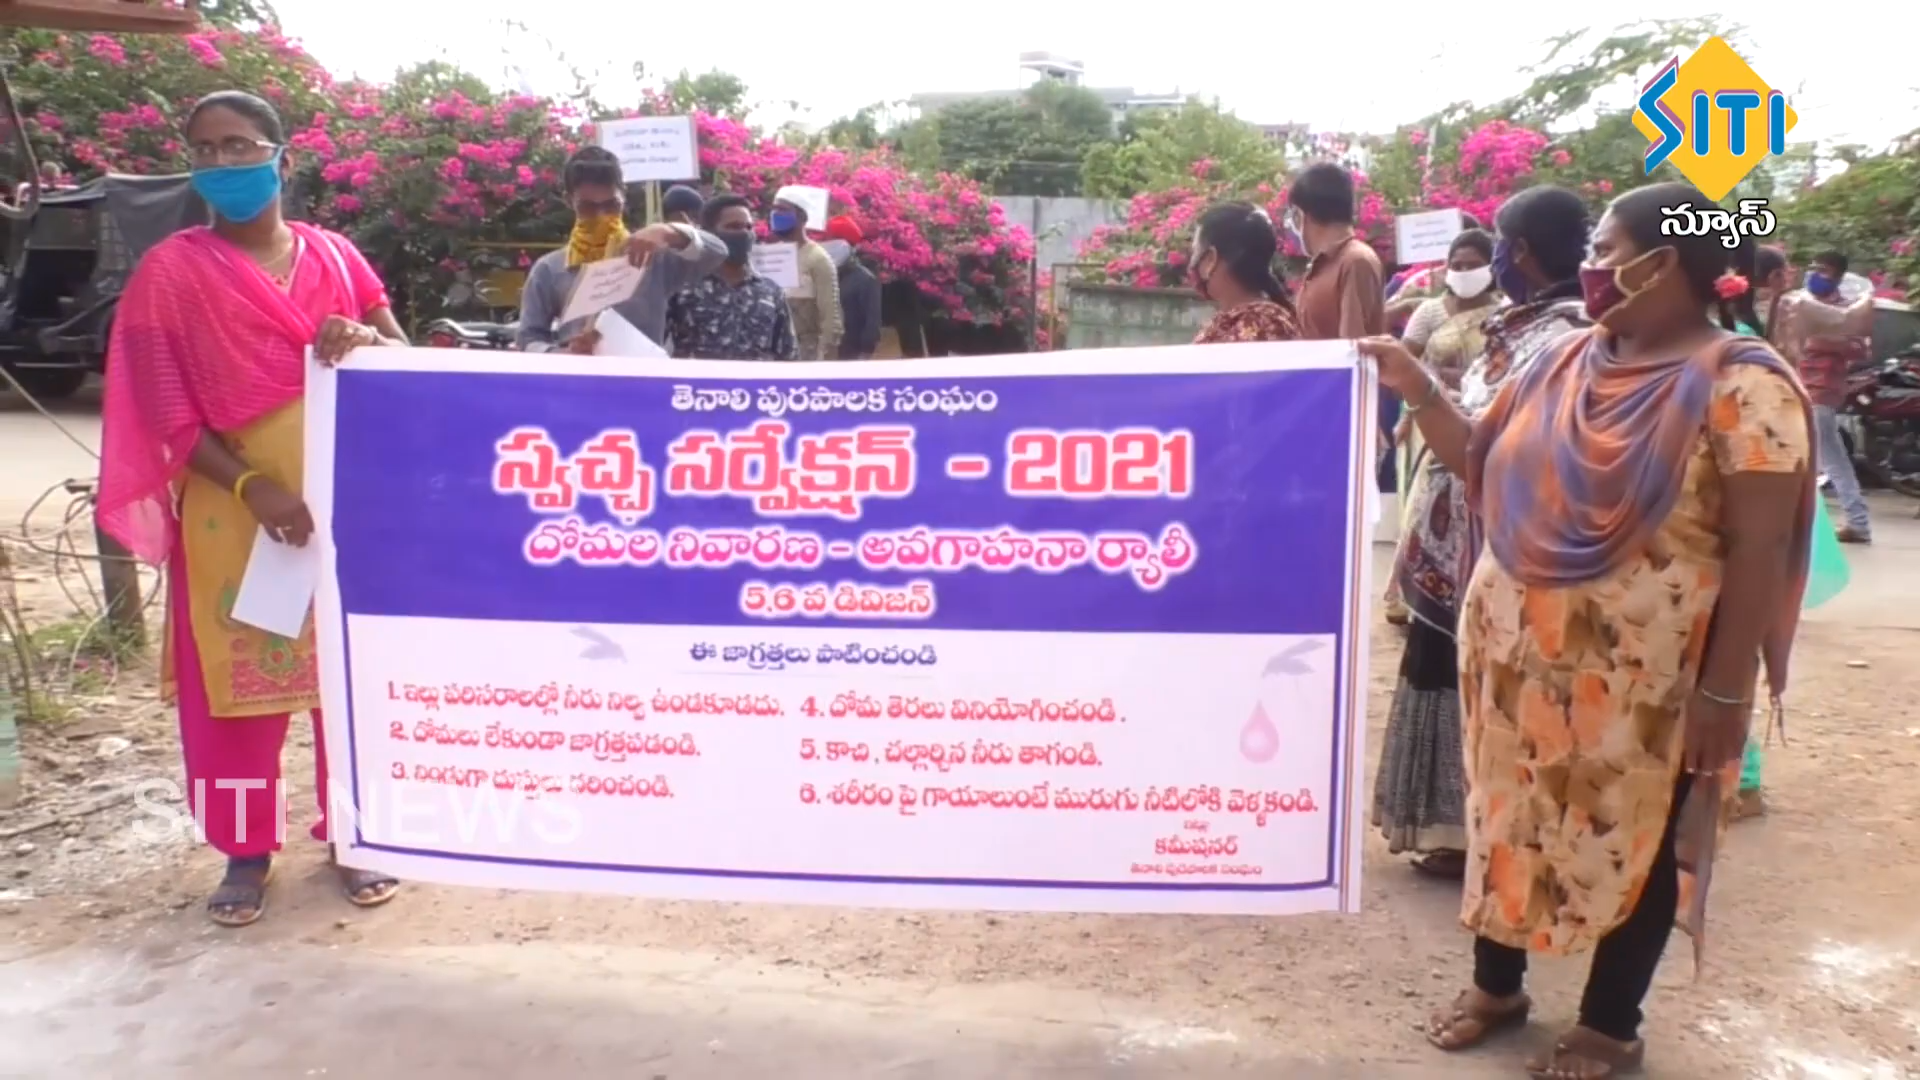 SITI
న్యూస్
తెనాలి పురపాలక సంఘం
స్వచ్ఛ సర్వేక్షన్ - 2021
దోమల నివారణ - అవగాహనా ర్యాలీ
5,6 వ డివిజన్
ఈ జాగ్రత్తలు పాటించండి
1. ఇల్లు పరిసరాలల్లో నీరు నిల్వ ఉండకూడదు.
2. దోమలు లేకుండా జాగ్రత్తపడండి.
3. నిండుగా దుస్తులు ధరించండి.
4. దోమ తెరలు వినియోగించండి.
5. కాచి, చల్లార్చిన నీరు తాగండి.
6. శరీరం పై గాయాలుంటే మురుగు నీటిలోకి వెళ్ళకండి.
కమీషనర్
తెనాలి పురపాలక సంఘం
SITI NEWS